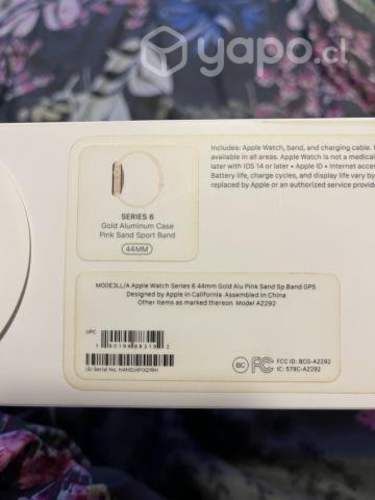 yapo.cl
Includes: Apple Watch, band, and charging cable.
available in all areas. Apple Watch is not a medical
later with iOS 14 or later • Apple ID • Internet acce
Battery life, charge cycles, and display life vary by
replaced by Apple or an authorized service provide
SERIES 6
Gold Aluminum Case
Pink Sand Sport Band
44MM
M00E3LL/A Apple Watch Series 6 44mm Gold Alu Pink Sand Sp Band GPS
Designed by Apple in California Assembled in China
Other items as marked thereon Model A2292
UPC
(S) Serial No.
FCC ID: BCG-A2292
IC: 579C-A2292